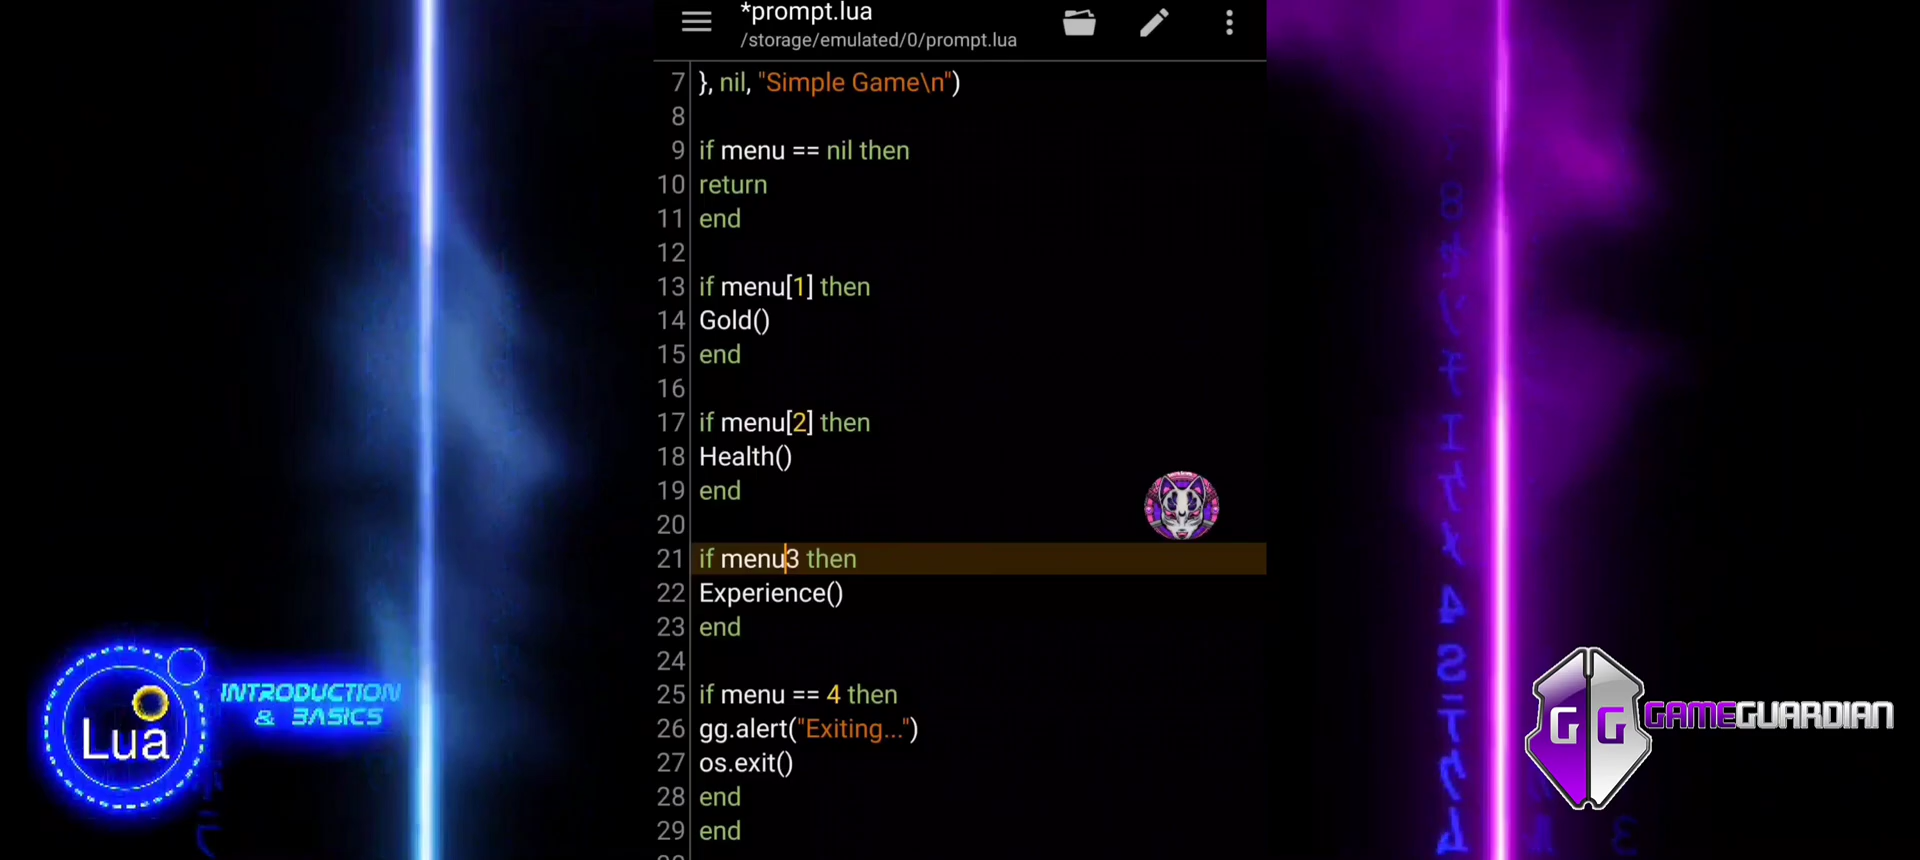 *prompt.lua
/storage/emulated/0/prompt.lua
7 }, nil, "Simple Game\n")
8
9 if menu == nil then
10 return
11 end
12
13 if menu[1] then
14 Gold()
15 end
16
17 if menu[2] then
18 Health()
19 end
20
21 if menu3 then
22 Experience()
23 end
24
25 if menu == 4 then
26 gg.alert("Exiting...")
27 os.exit()
28 end
29 end
Lua
INTRODUCTION
& BASICS
GG
GAMEGUARDIAN